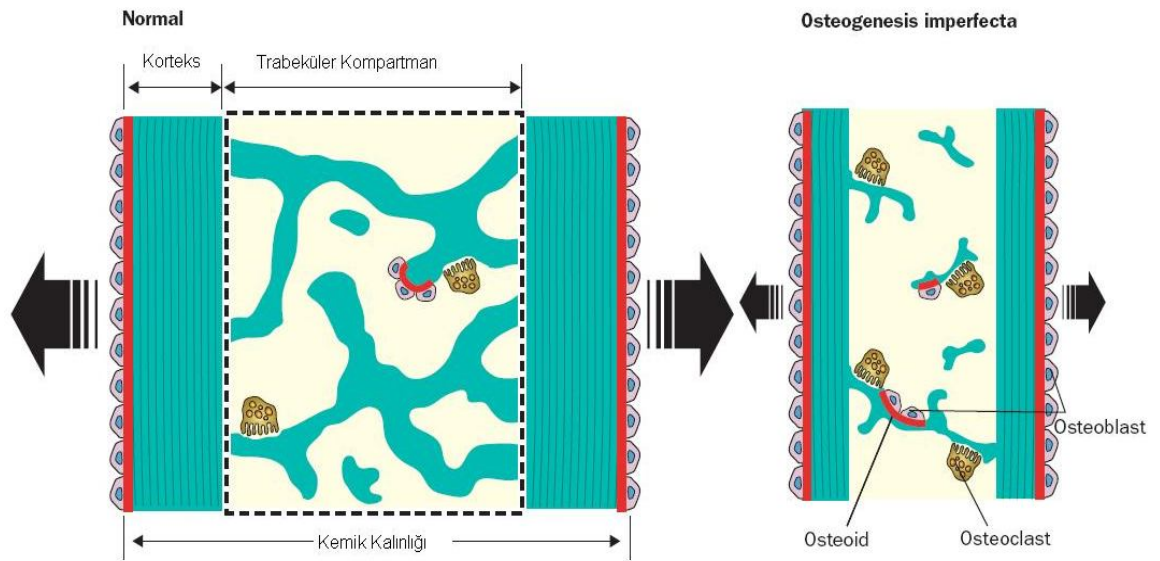 Normal
Osteogenesis imperfecta
Korteks
Trabeküler Kompartman
Osteoblast
Osteoid
Osteoclast
Kemik Kalınlığı